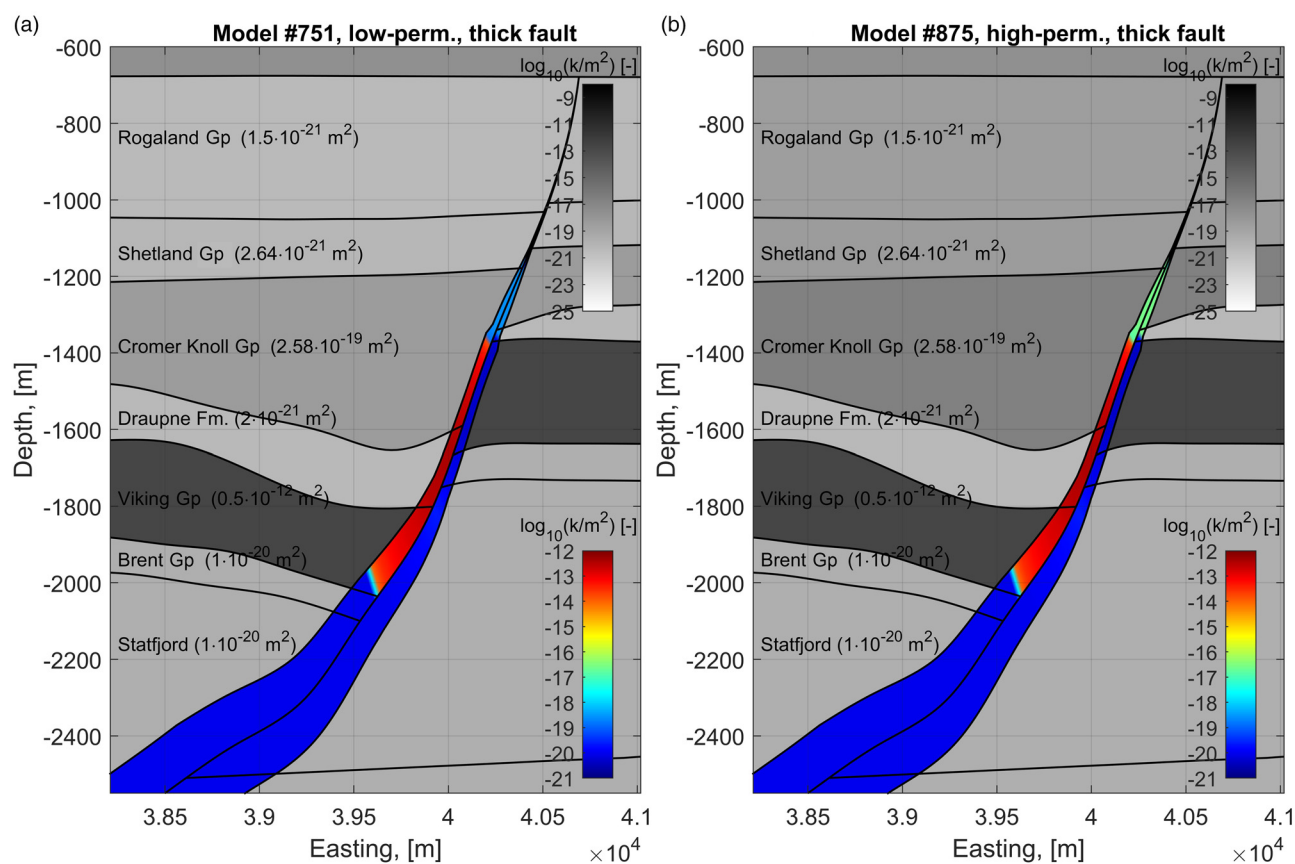 (a)
Model #751, low-perm., thick fault
log₁₀(k/m²) [-]
-600
-800
-1000
-1200
-1400
-1600
-1800
-2000
-2200
-2400
Depth, [m]
-9
-11
-13
-15
-17
-19
-21
-23
25
Rogaland Gp (1.5·10⁻²¹ m²)
Shetland Gp (2.64·10⁻²¹ m²)
Cromer Knoll Gp (2.58·10⁻¹⁹ m²)
Draupne Fm. (2·10⁻²¹ m²)
Viking Gp (0.5·10⁻¹² m²)
Brent Gp (1·10⁻²⁰ m²)
Statfjord (1·10⁻²⁰ m²)
log₁₀(k/m²) [-]
-12
-13
-14
-15
-16
-17
-18
-19
-20
-21
3.85 3.9 3.95 4 4.05 4.1
Easting, [m]
×10⁴
(b)
Model #875, high-perm., thick fault
log₁₀(k/m²) [-]
-600
-800
-1000
-1200
-1400
-1600
-1800
-2000
-2200
-2400
Depth, [m]
-9
-11
-13
-15
-17
-19
-21
-23
25
Rogaland Gp (1.5·10⁻²¹ m²)
Shetland Gp (2.64·10⁻²¹ m²)
Cromer Knoll Gp (2.58·10⁻¹⁹ m²)
Draupne Fm. (2·10⁻²¹ m²)
Viking Gp (0.5·10⁻¹² m²)
Brent Gp (1·10⁻²⁰ m²)
Statfjord (1·10⁻²⁰ m²)
log₁₀(k/m²) [-]
-12
-13
-14
-15
-16
-17
-18
-19
-20
-21
3.85 3.9 3.95 4 4.05 4.1
Easting, [m]
×10⁴